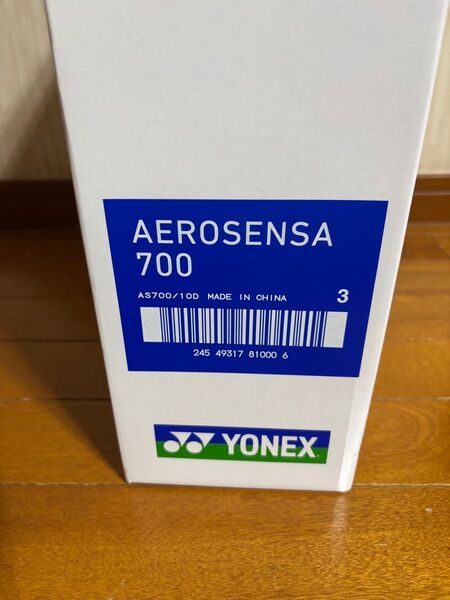 AEROSENSA
700
AS700/10D MADE IN CHINA 3
245 49317 81000 6
YONEX